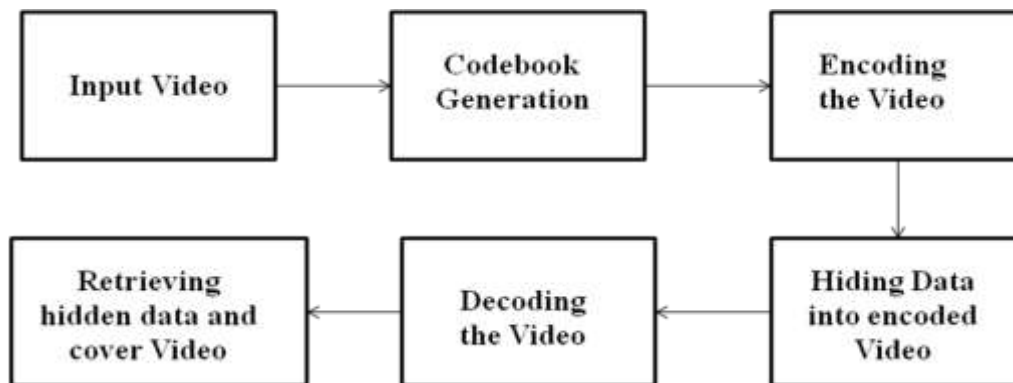 Input Video
Codebook
Generation
Encoding
the Video
Hiding Data
into encoded
Video
Decoding
the Video
Retrieving
hidden data and
cover Video